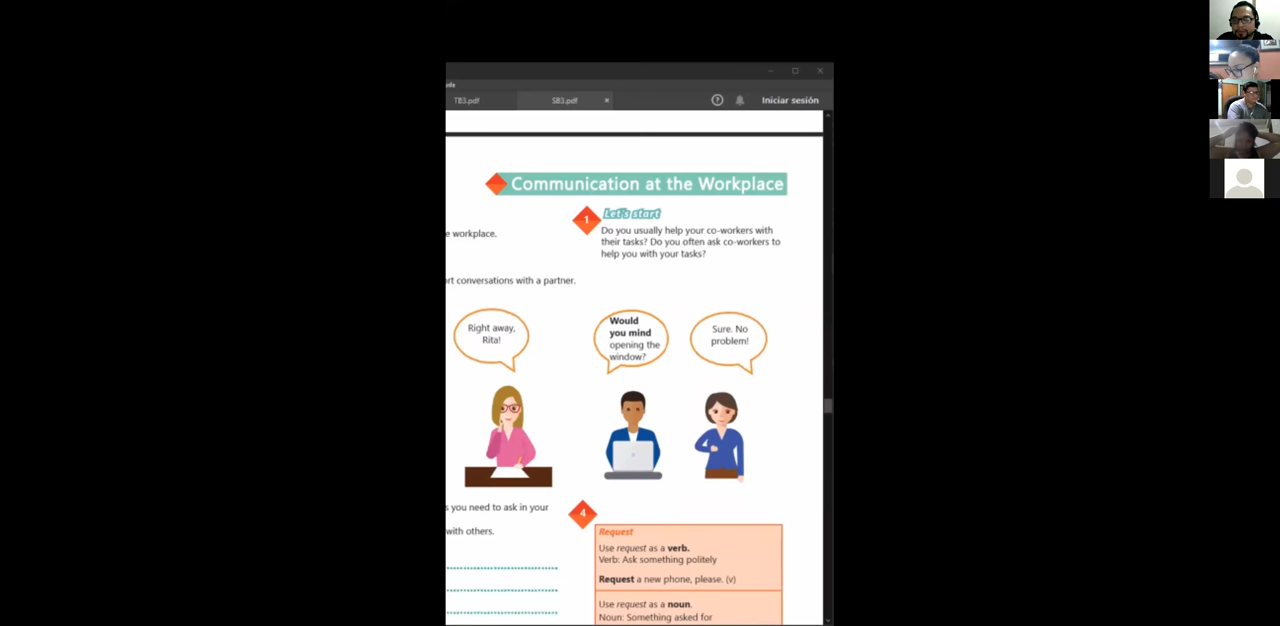 TB3.pdf
SB3.pdf
Iniciar sesión
Communication at the Workplace
1
Let's start
Do you usually help your co-workers with
their tasks? Do you often ask co-workers to
help you with your tasks?
e workplace.
rt conversations with a partner.
Right away,
Rita!
Would
you mind
opening the
window?
Sure. No
problem!
s you need to ask in your
with others.
4
Request
Use request as a verb.
Verb: Ask something politely
Request a new phone, please. (v)
Use request as a noun.
Noun: Something asked for